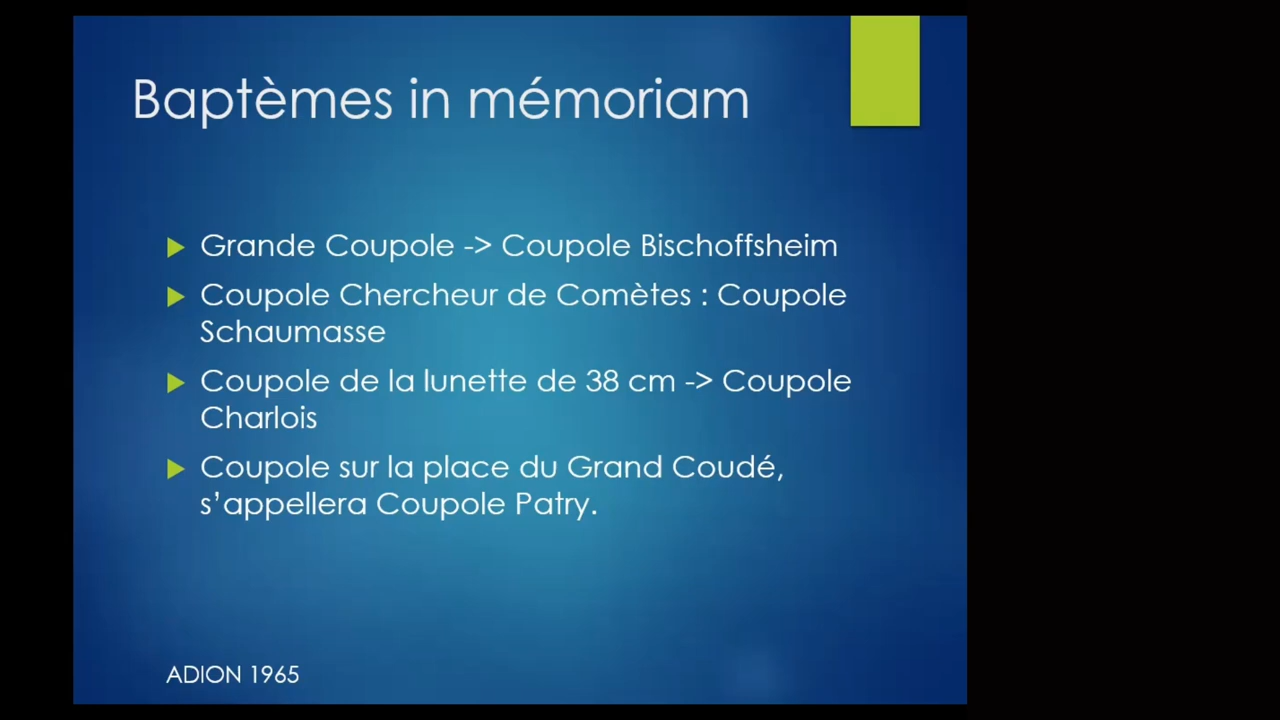 Baptèmes in mémoriam
Grande Coupole -> Coupole Bischoffsheim
Coupole Chercheur de Comètes : Coupole
Schaumasse
Coupole de la lunette de 38 cm -> Coupole
Charlois
Coupole sur la place du Grand Coudé,
s’appellera Coupole Patry.
ADION 1965